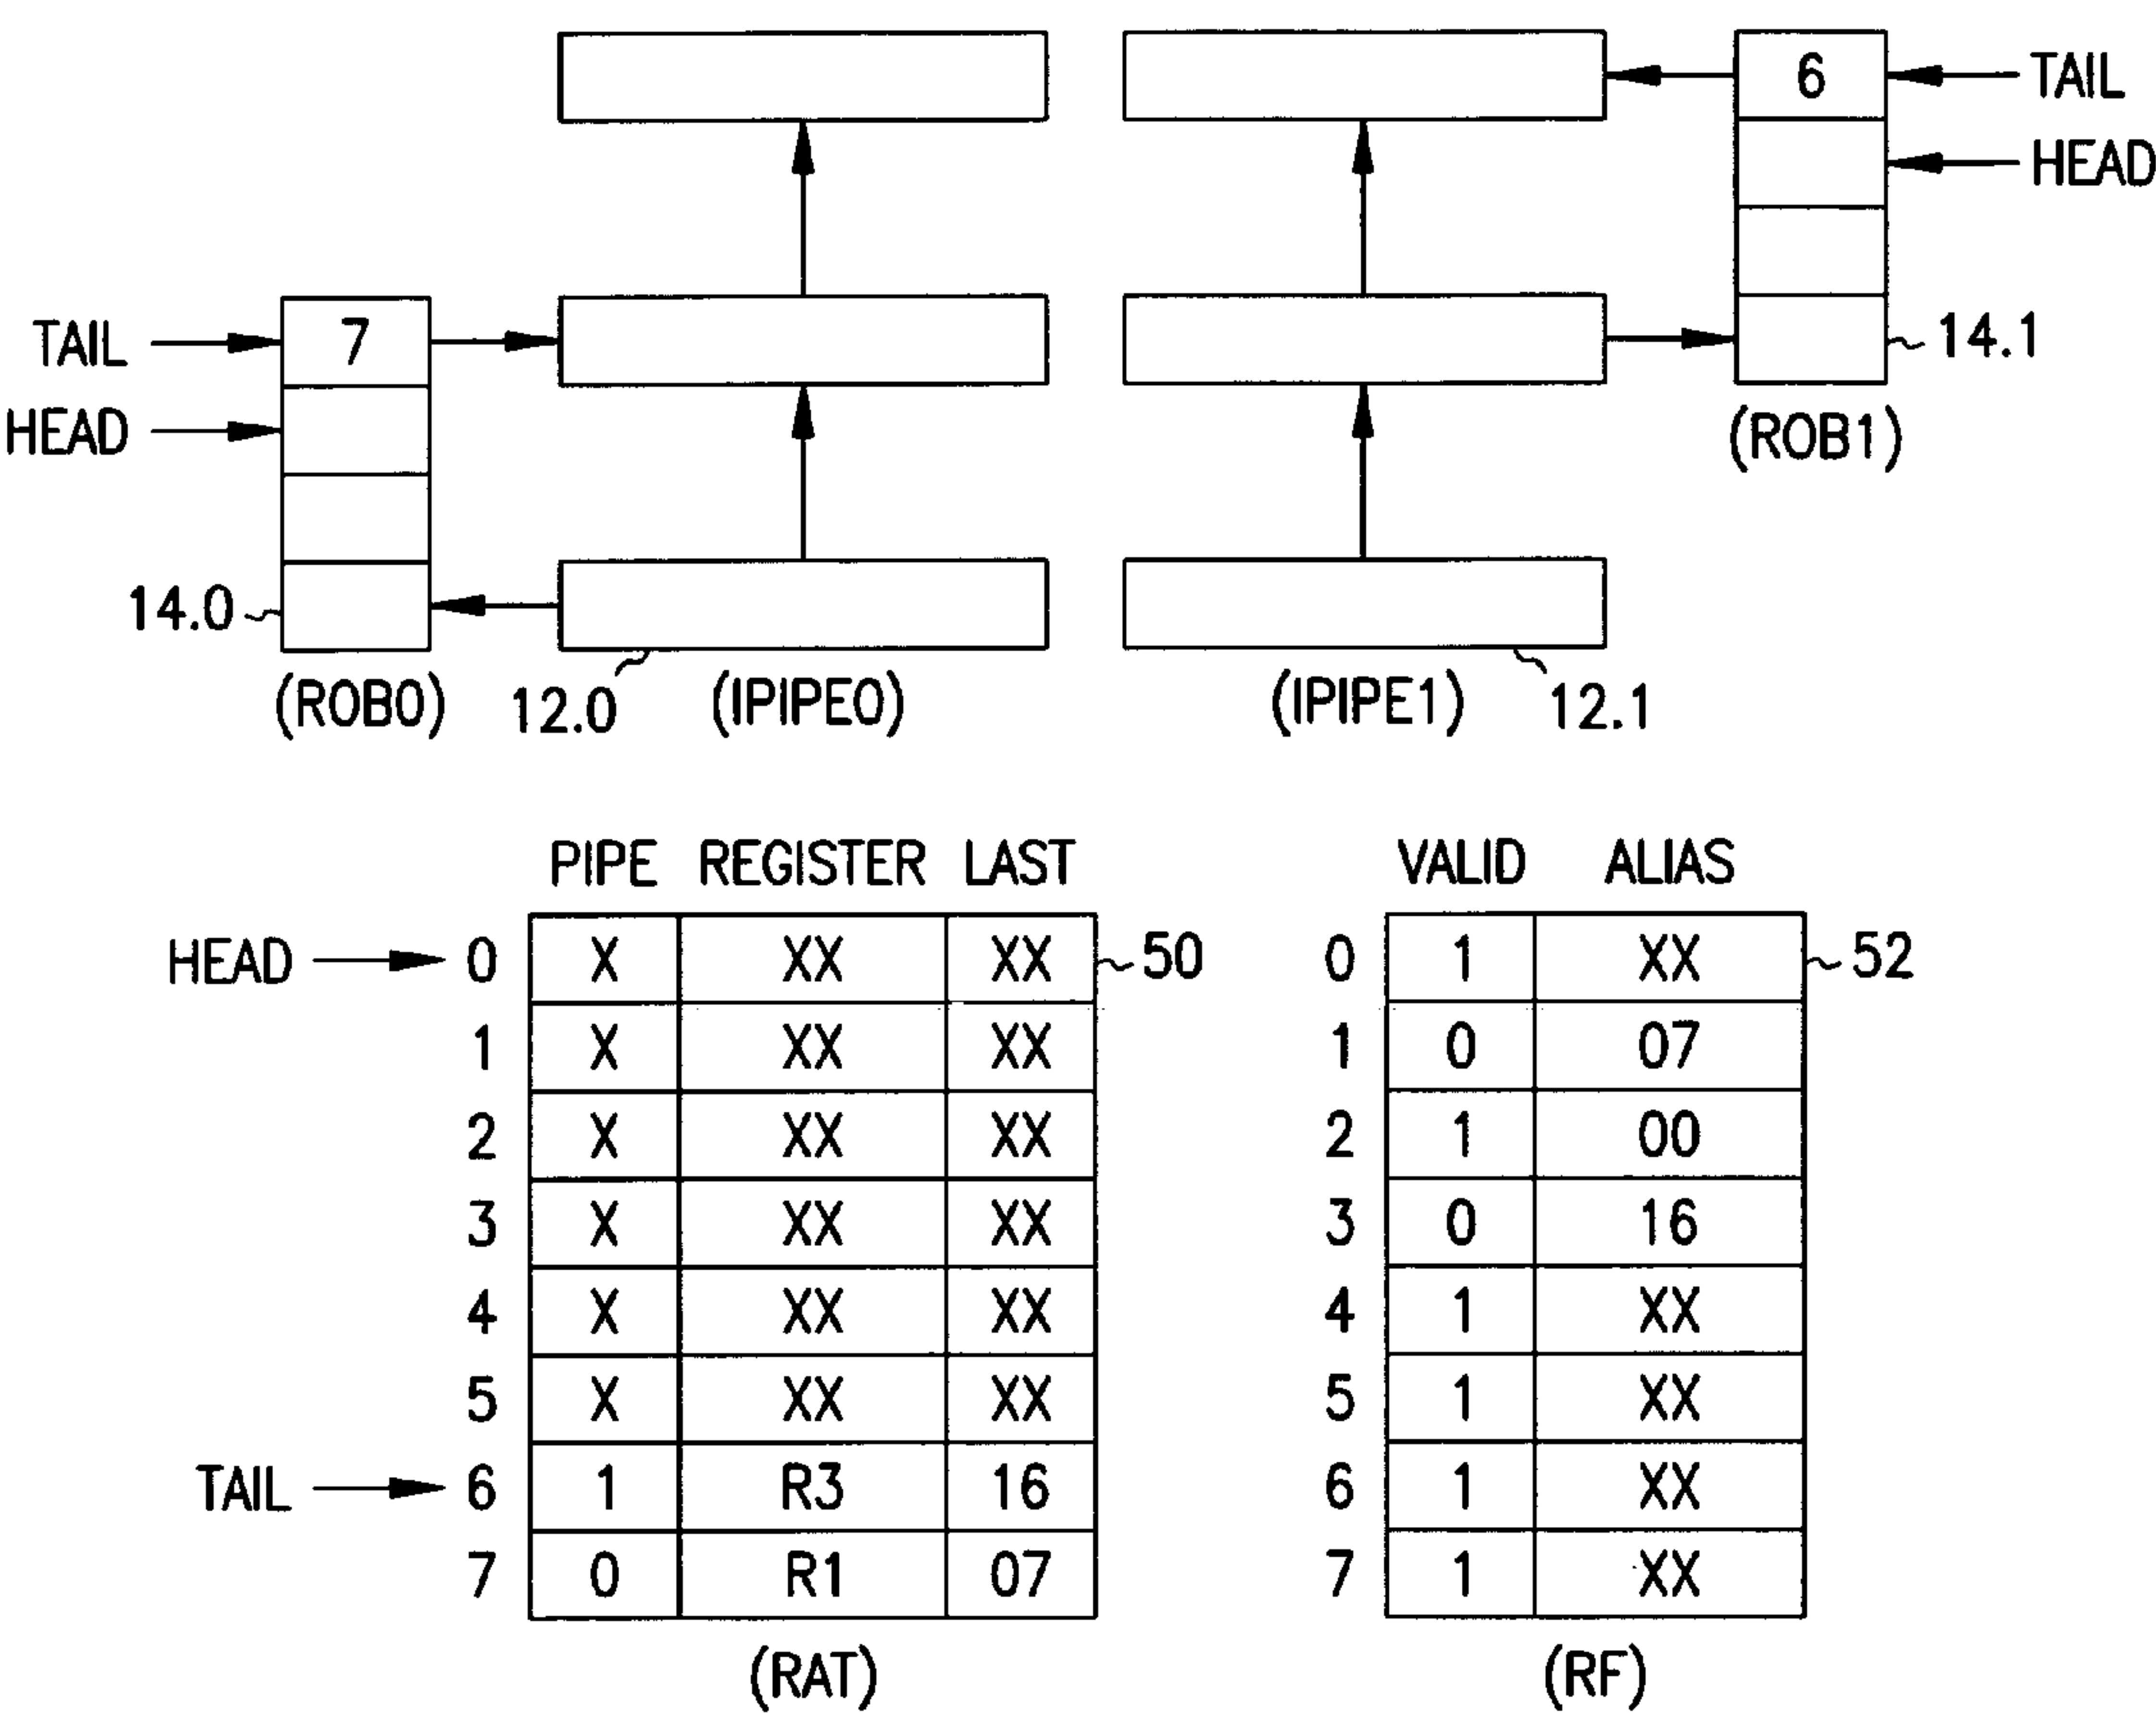 6 TAIL
HEAD
TAIL 7
14.1
HEAD
(ROB1)
14.0
(ROB0) 12.0 (IPIPE0) (IPIPE1) 12.1
PIPE REGISTER LAST VALID ALIAS
HEAD 0 X XX XX 50 0 1 XX 52
1 X XX XX 1 0 07
2 X XX XX 2 1 00
3 X XX XX 3 0 16
4 X XX XX 4 1 XX
5 X XX XX 5 1 XX
TAIL 6 1 R3 16 6 1 XX
7 0 R1 07 7 1 XX
(RAT) (RF)